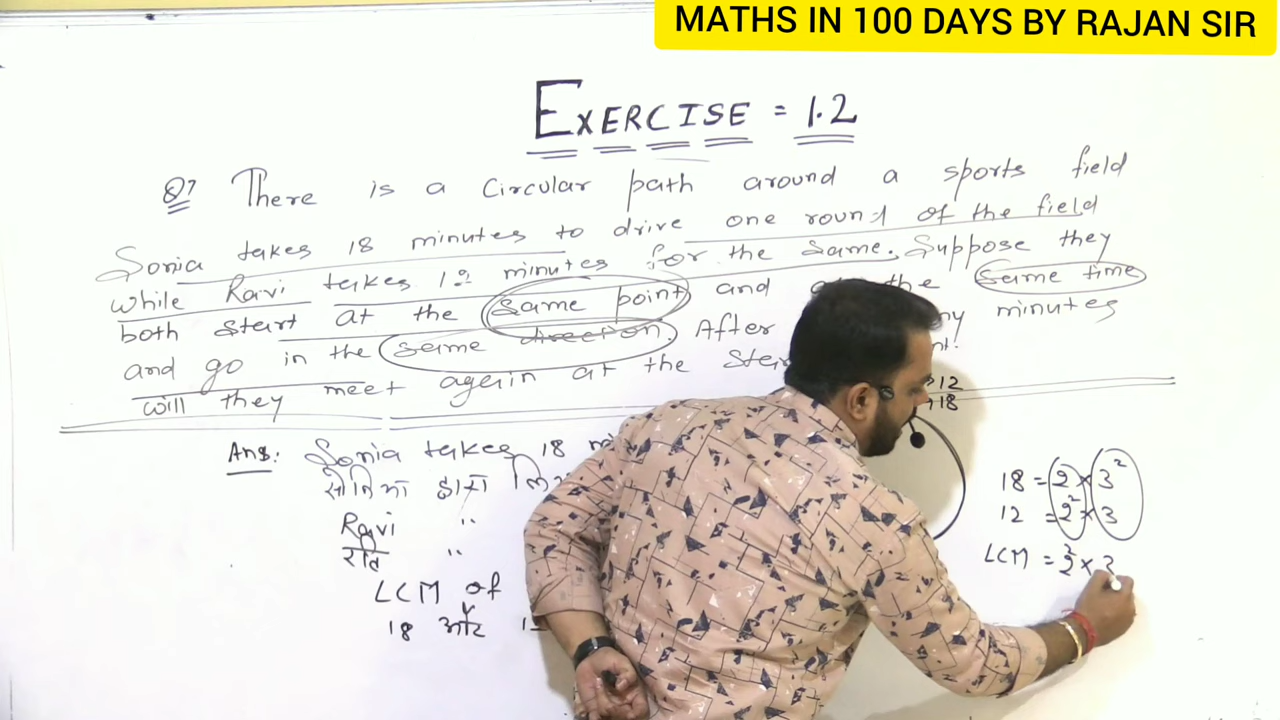 MATHS IN 100 DAYS BY RAJAN SIR
EXERCISE = 1.2
Q7 There is a Circular path around a sports field
Sonia takes 18 minutes to drive one round of the field
while Ravi takes 12 minutes for the same. Suppose they
both start at the same point and at the same time
and go in the same direction. After minutes
will they meet again at the
12
18
Ans: Sonia takes 18
सोनिया द्वारा
Ravi "
रवि "
LCM of
18 और
18 = 2 × 3²
12 = 2² × 3
LCM = 2² × 3